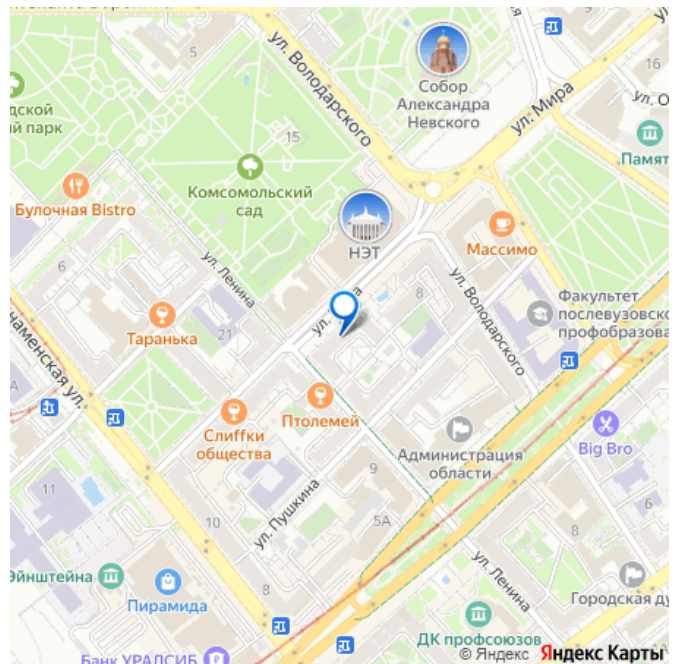 5
ул. Володарского
16
Собор
Александра
Невского
ул. Мира
ул. О
дской
й парк
15
Памят
Комсомольский
сад
Булочная Bistro
НЭТ
Массимо
6
ул. Ленина
8
ул. Володарского
Факультет
послевузовско
профобразова
Таранька
21
наменская ул.
А
Слиffки
общества
Птолемей
Администрация
области
Big Bro
11
9
ул. Пушкина
10
5А
8
6
ул. Ленина
Эйнштейна
Пирамида
8
Городская ду
ДК профсоюзов
Банк УРАЛСИБ
© Яндекс Яндекс Карты